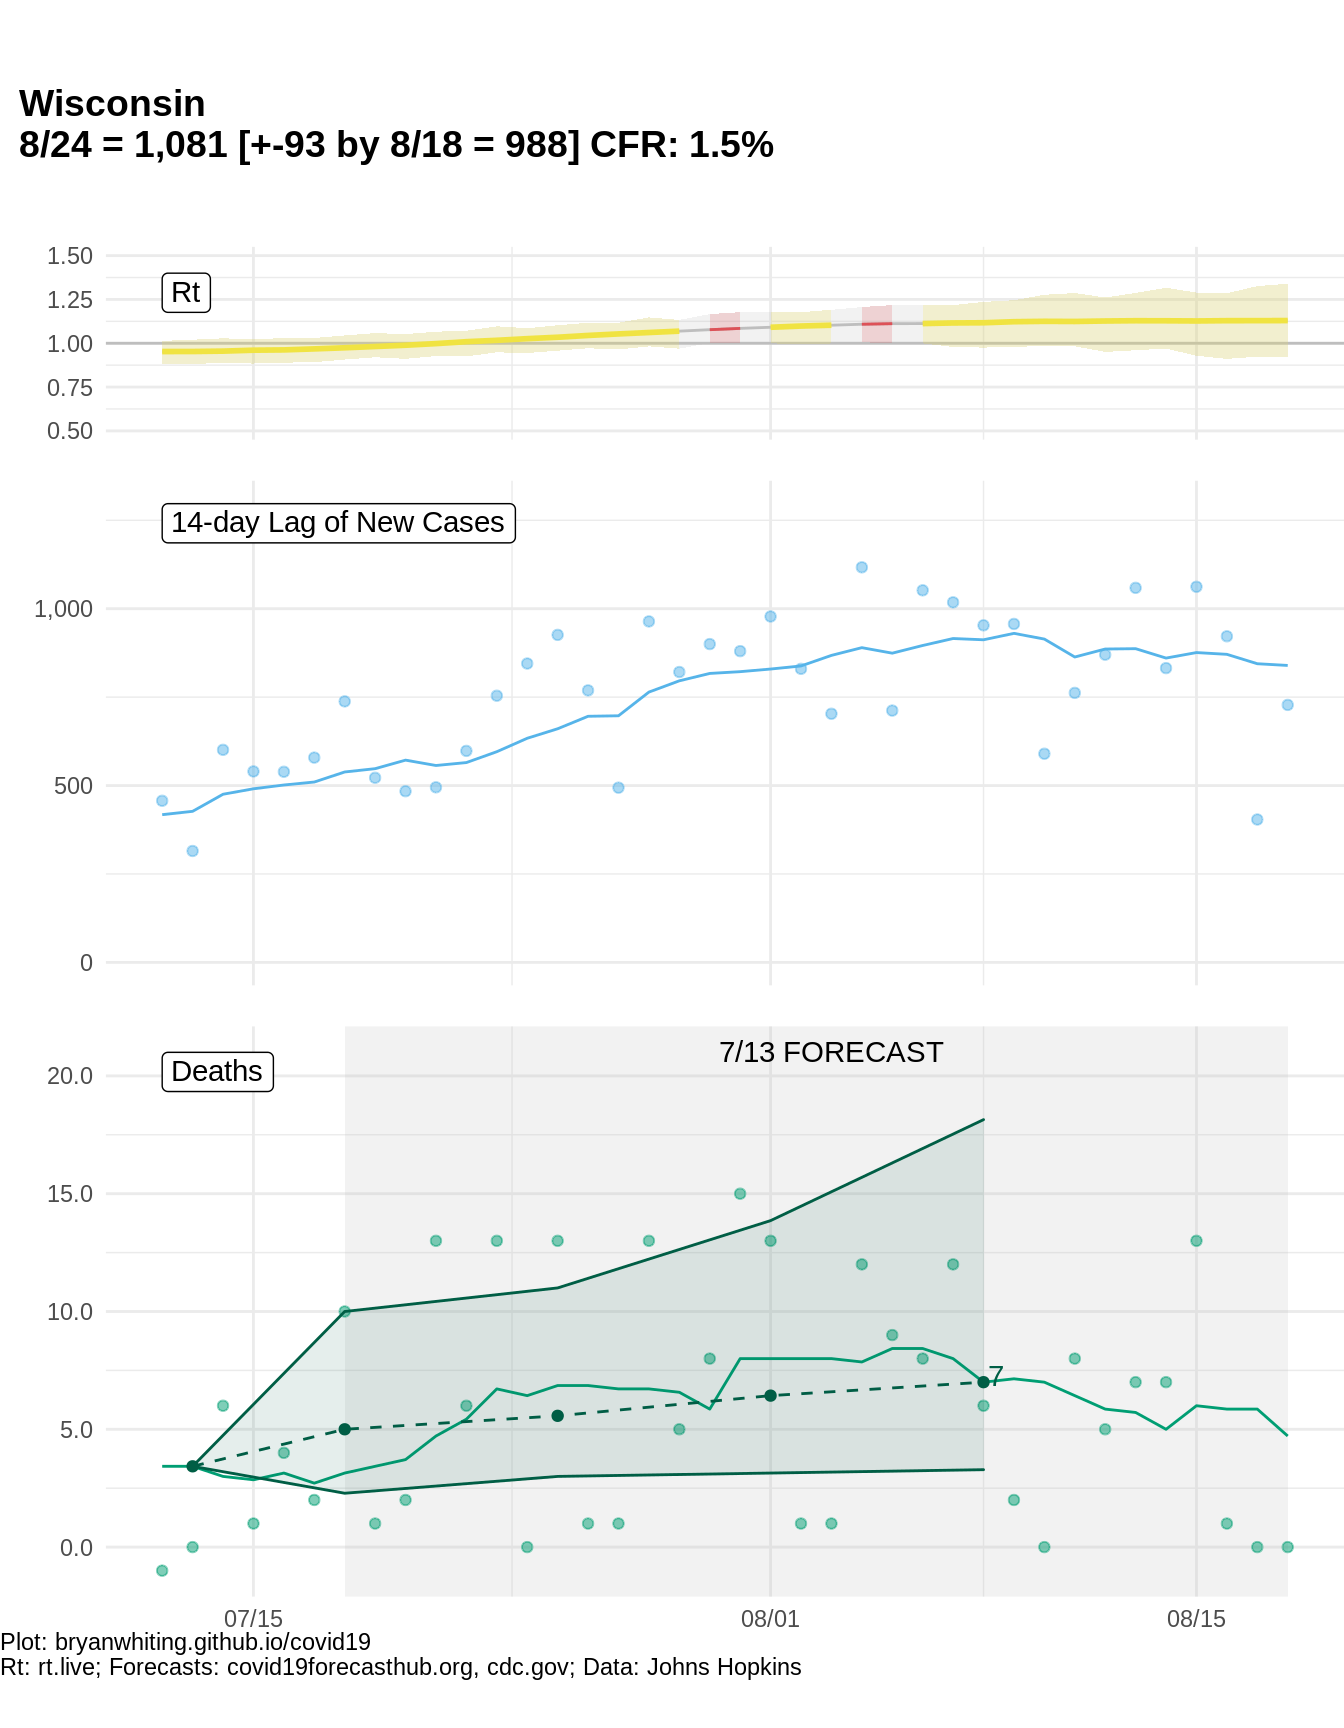 Wisconsin
8/24 = 1,081 [+-93 by 8/18 = 988] CFR: 1.5%
1.50
1.25
1.00
0.75
0.50
Rt
14-day Lag of New Cases
1,000
500
0
7/13 FORECAST
Deaths
20.0
15.0
10.0
5.0
0.0
7
07/15
08/01
08/15
Plot: bryanwhiting.github.io/covid19
Rt: rt.live; Forecasts: covid19forecasthub.org, cdc.gov; Data: Johns Hopkins